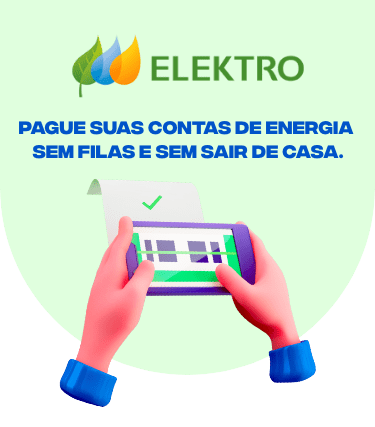 ELEKTRO
PAGUE SUAS CONTAS DE ENERGIA
SEM FILAS E SEM SAIR DE CASA.